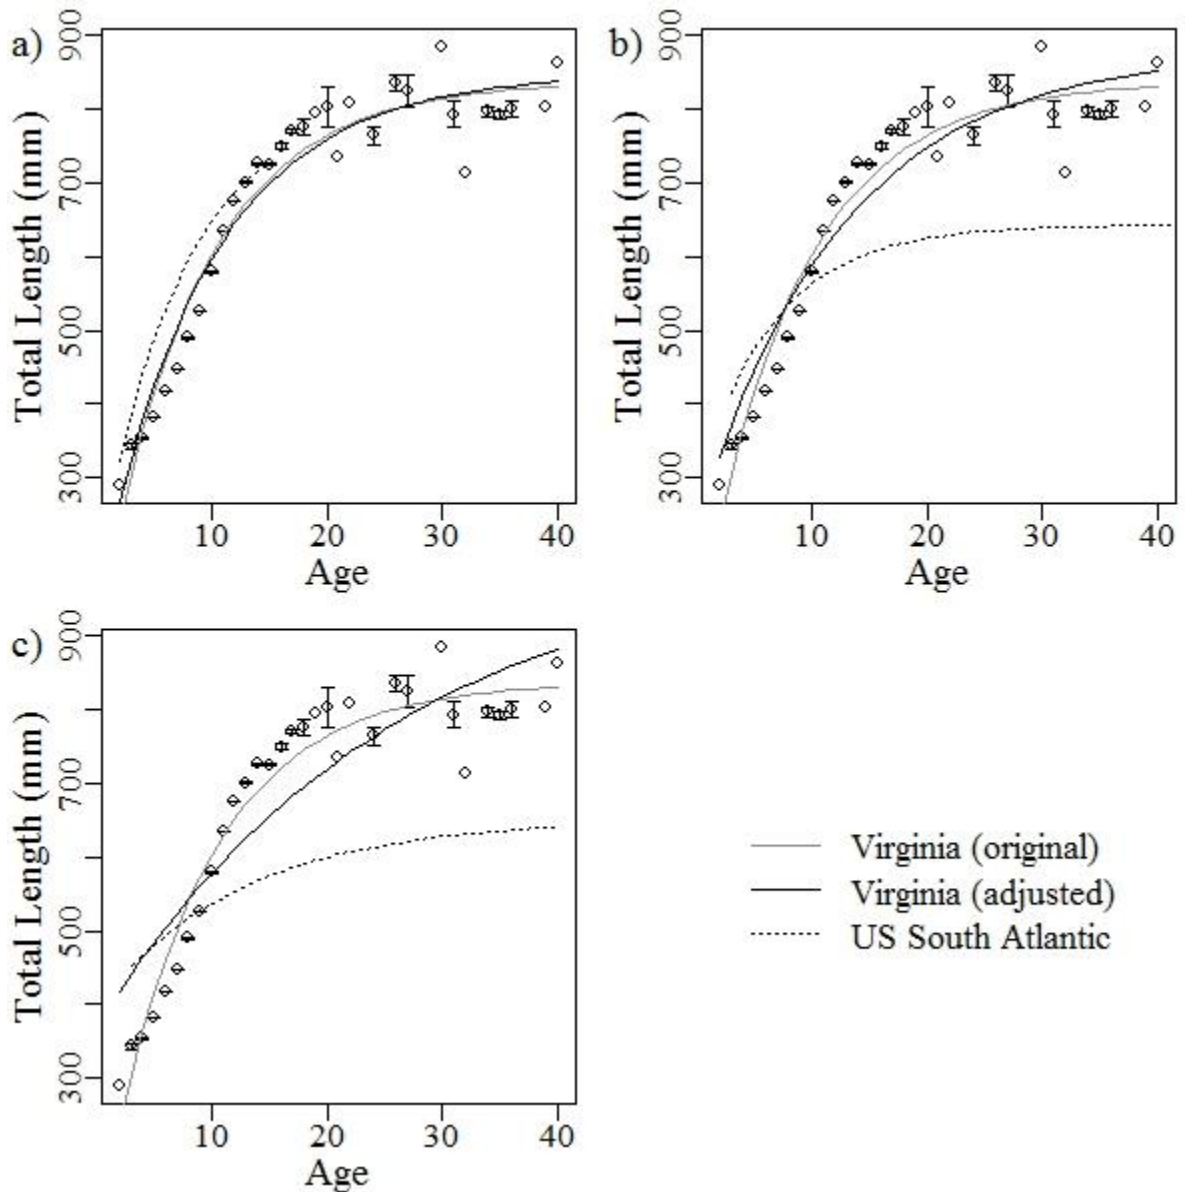 a)
900
700
500
300
Total Length (mm)
10 20 30 40
Age
b)
900
700
500
300
Total Length (mm)
10 20 30 40
Age
c)
900
700
500
300
Total Length (mm)
10 20 30 40
Age
Virginia (original)
Virginia (adjusted)
US South Atlantic